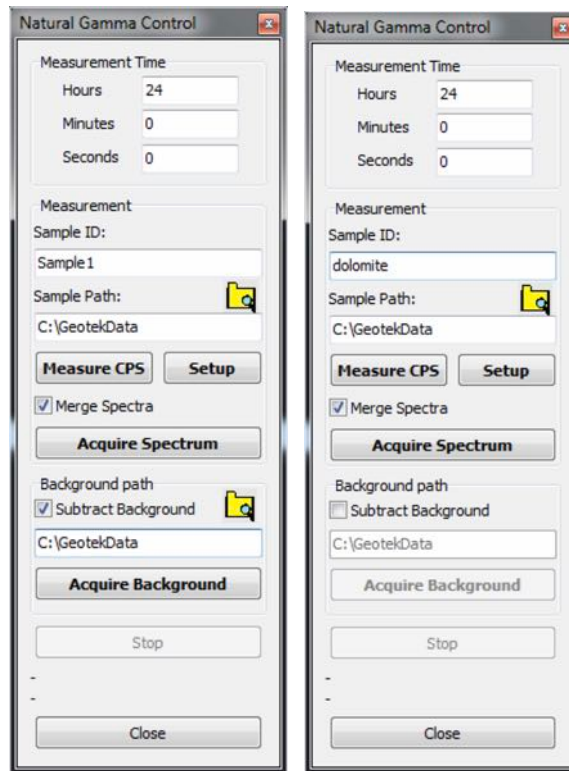 Natural Gamma Control
Measurement Time
Hours 24
Minutes 0
Seconds 0
Measurement
Sample ID:
Sample1
Sample Path:
C:\GeotekData
Measure CPS Setup
Merge Spectra
Acquire Spectrum
Background path
Subtract Background
C:\GeotekData
Acquire Background
Stop
-
-
Close
Natural Gamma Control
Measurement Time
Hours 24
Minutes 0
Seconds 0
Measurement
Sample ID:
dolomite
Sample Path:
C:\GeotekData
Measure CPS Setup
Merge Spectra
Acquire Spectrum
Background path
Subtract Background
C:\GeotekData
Acquire Background
Stop
-
-
Close